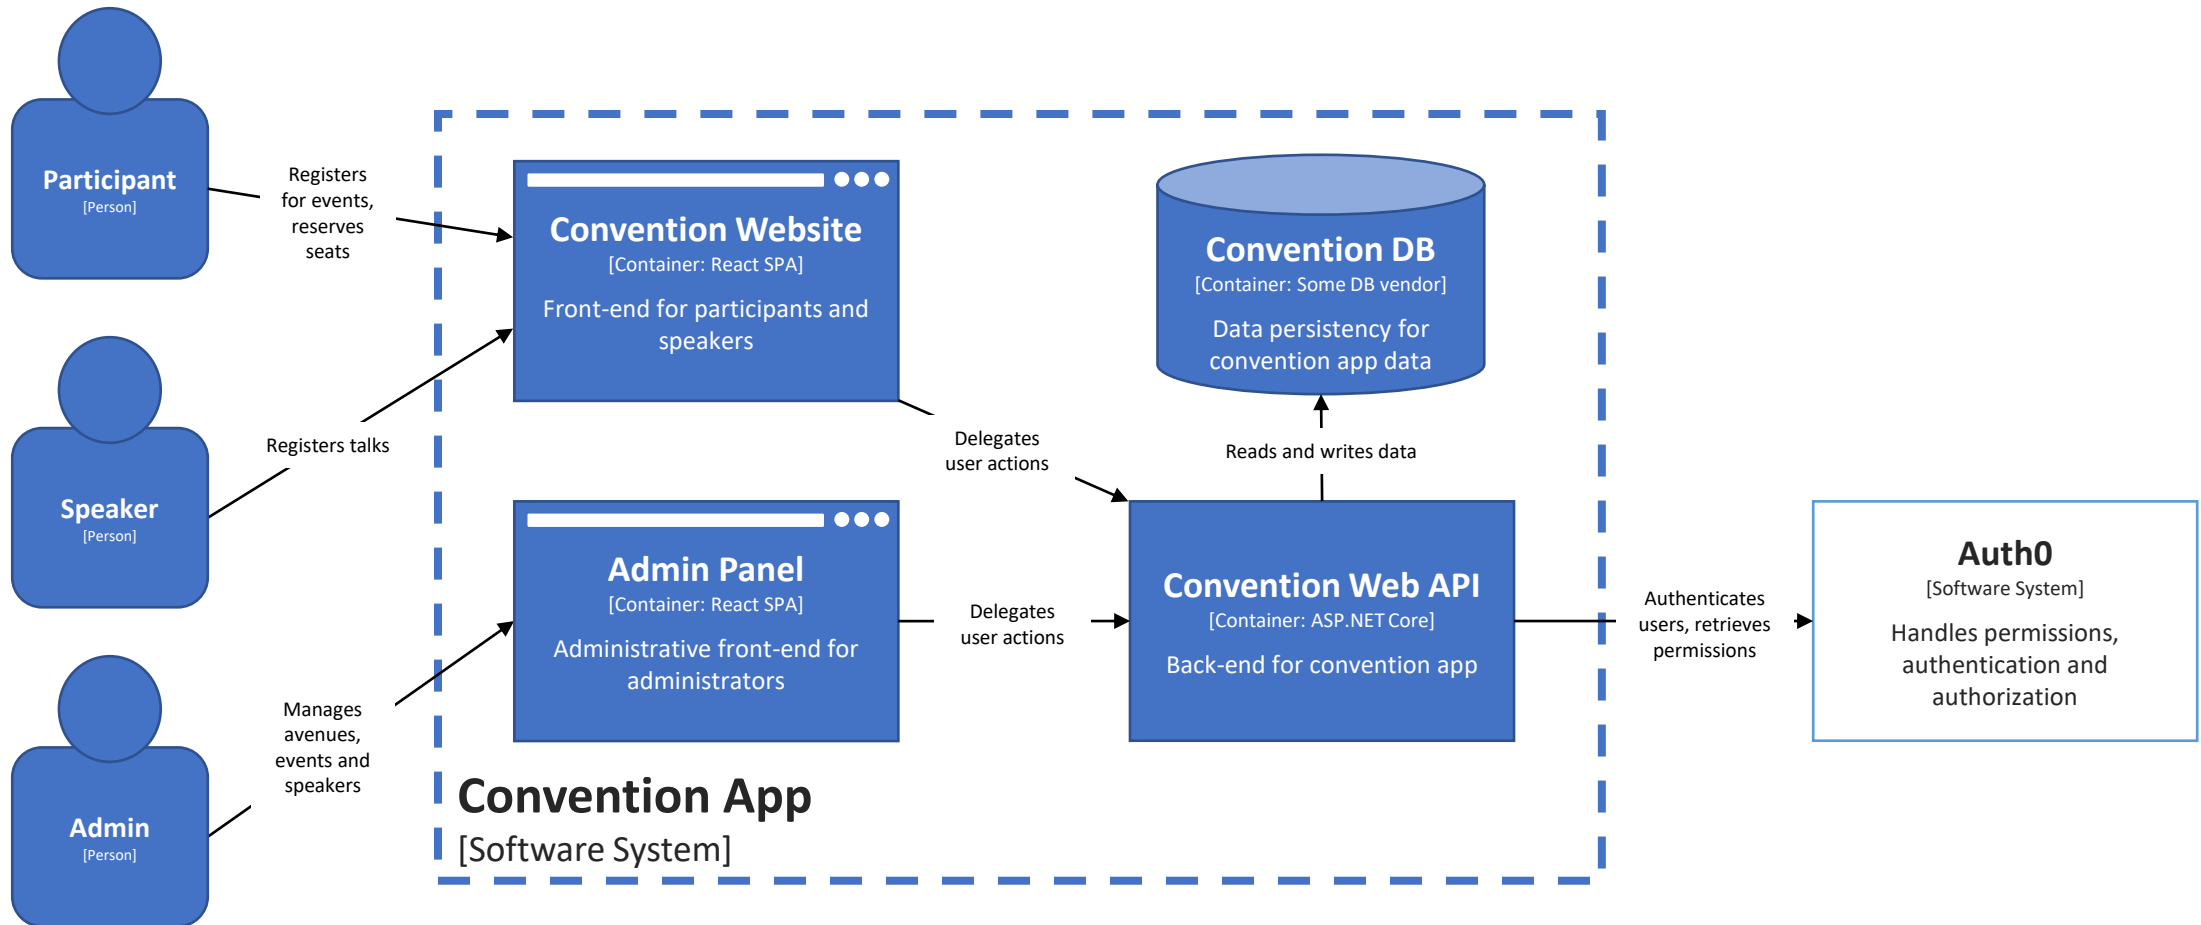 Participant
[Person]
Registers
for events,
reserves
seats
Speaker
[Person]
Registers talks
Admin
[Person]
Manages
avenues,
events and
speakers
Convention Website
[Container: React SPA]
Front-end for participants and
speakers
Admin Panel
[Container: React SPA]
Administrative front-end for
administrators
Delegates
user actions
Delegates
user actions
Convention DB
[Container: Some DB vendor]
Data persistency for
convention app data
Reads and writes data
Convention Web API
[Container: ASP.NET Core]
Back-end for convention app
Authenticates
users, retrieves
permissions
Auth0
[Software System]
Handles permissions,
authentication and
authorization
Convention App
[Software System]